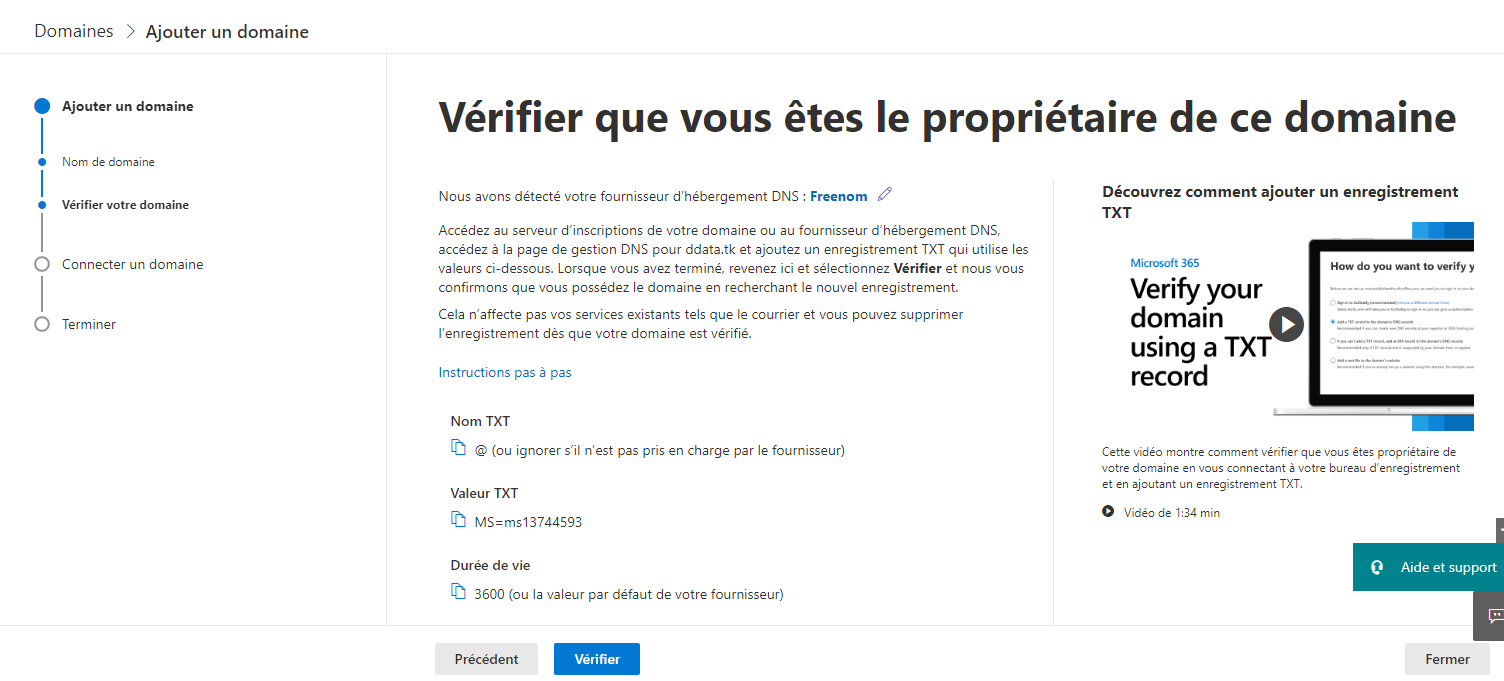 Domaines > Ajouter un domaine
Ajouter un domaine
Nom de domaine
Vérifier votre domaine
Connecter un domaine
Terminer
Vérifier que vous êtes le propriétaire de ce domaine
Nous avons détecté votre fournisseur d'hébergement DNS : Freenom
Accédez au serveur d'inscriptions de votre domaine ou au fournisseur d'hébergement DNS,
accédez à la page de gestion DNS pour ddata.tk et ajoutez un enregistrement TXT qui utilise les
valeurs ci-dessous. Lorsque vous avez terminé, revenez ici et sélectionnez Vérifier et nous vous
confirmons que vous possédez le domaine en recherchant le nouvel enregistrement.
Cela n'affecte pas vos services existants tels que le courrier et vous pouvez supprimer
l'enregistrement dès que votre domaine est vérifié.
Instructions pas à pas
Nom TXT
@ (ou ignorer s'il n'est pas pris en charge par le fournisseur)
Valeur TXT
MS=ms13744593
Durée de vie
3600 (ou la valeur par défaut de votre fournisseur)
Découvrez comment ajouter un enregistrement
TXT
Microsoft 365
Verify your
domain
using a TXT
record
How do you want to verify y
Cette vidéo montre comment vérifier que vous êtes propriétaire de
votre domaine en vous connectant à votre bureau d'enregistrement
et en ajoutant un enregistrement TXT.
Vidéo de 1:34 min
Aide et support
Précédent
Vérifier
Fermer